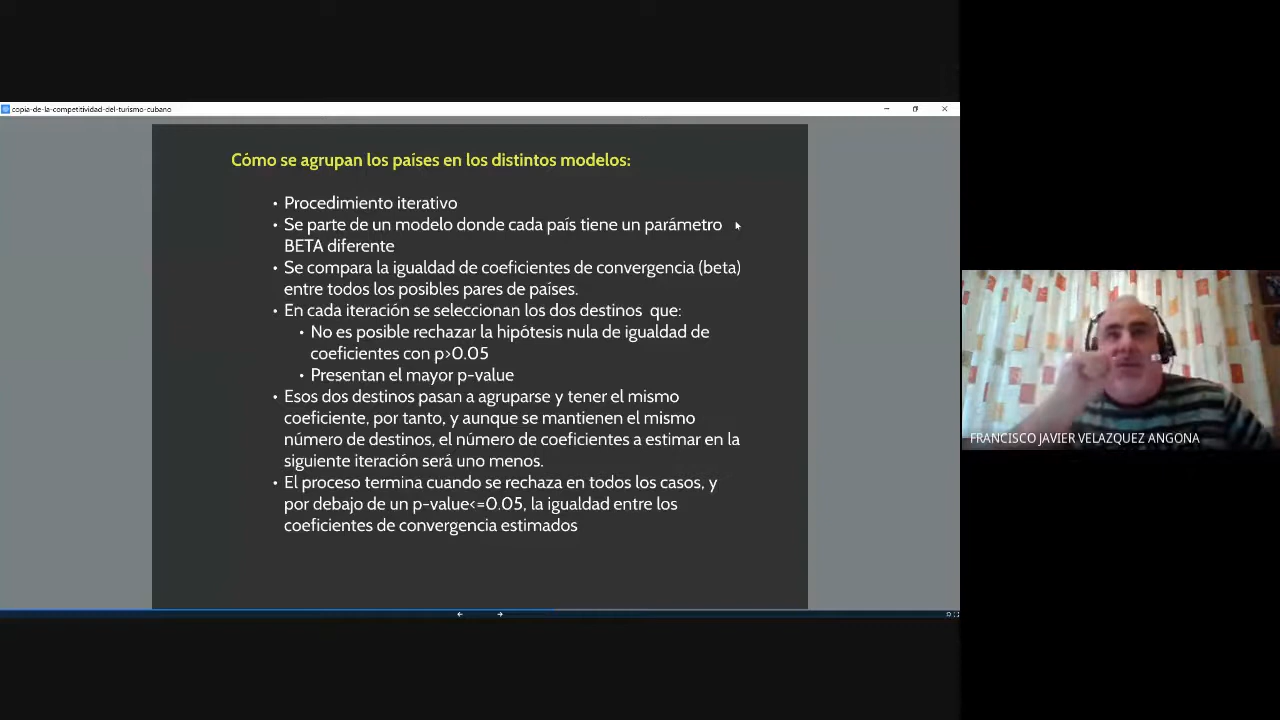 copia-de-la-competitividad-del-turismo-cubano
Cómo se agrupan los países en los distintos modelos:
• Procedimiento iterativo
• Se parte de un modelo donde cada país tiene un parámetro
BETA diferente
• Se compara la igualdad de coeficientes de convergencia (beta)
entre todos los posibles pares de países.
• En cada iteración se seleccionan los dos destinos que:
• No es posible rechazar la hipótesis nula de igualdad de
coeficientes con p>0.05
• Presentan el mayor p-value
• Esos dos destinos pasan a agruparse y tener el mismo
coeficiente, por tanto, y aunque se mantienen el mismo
número de destinos, el número de coeficientes a estimar en la
siguiente iteración será uno menos.
• El proceso termina cuando se rechaza en todos los casos, y
por debajo de un p-value<=0.05, la igualdad entre los
coeficientes de convergencia estimados
FRANCISCO JAVIER VELAZQUEZ ANGONA